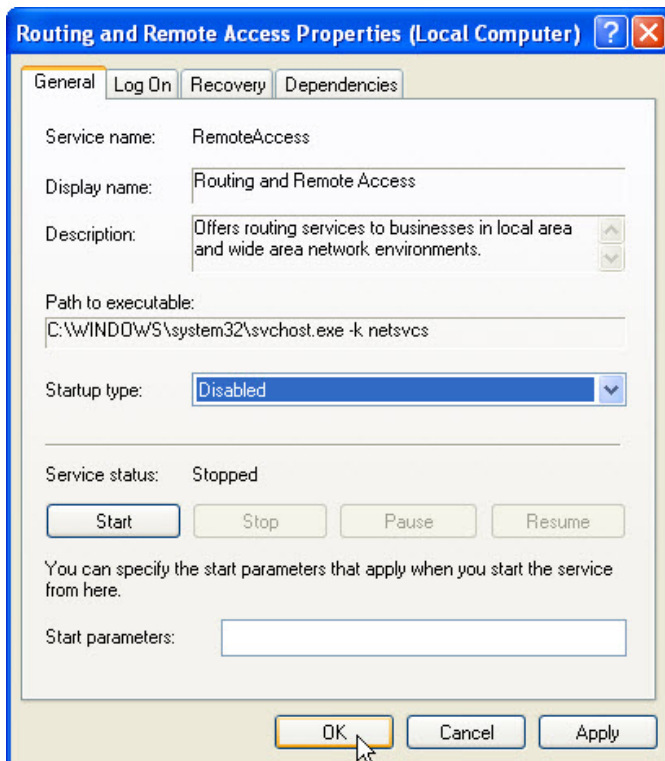 Routing and Remote Access Properties (Local Computer)
General Log On Recovery Dependencies
Service name: RemoteAccess
Display name: Routing and Remote Access
Description: Offers routing services to businesses in local area
and wide area network environments.
Path to executable:
C:\WINDOWS\system32\svchost.exe -k netsvcs
Startup type: Disabled
Service status: Stopped
Start Stop Pause Resume
You can specify the start parameters that apply when you start the service
from here.
Start parameters:
OK Cancel Apply